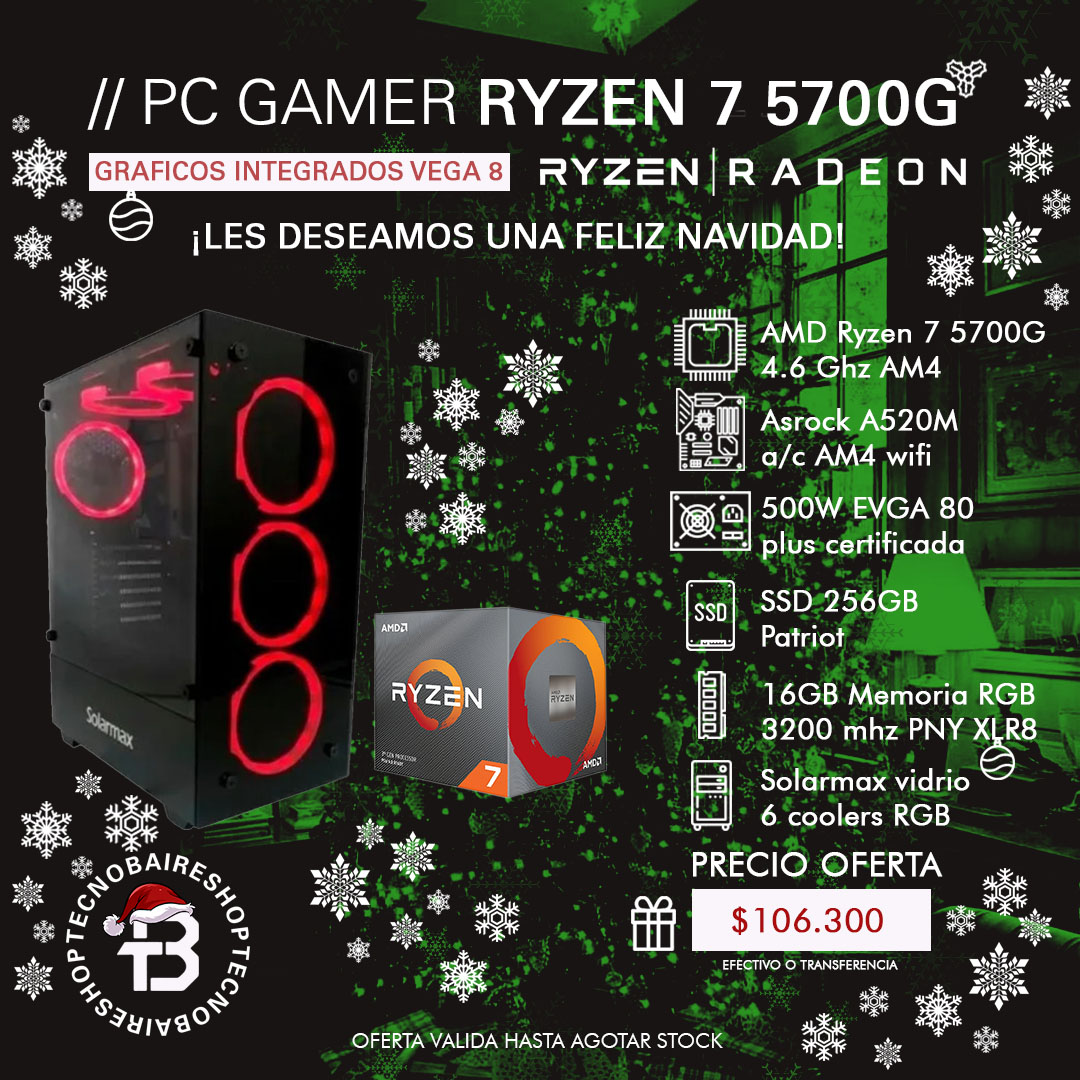 // PC GAMER RYZEN 7 5700G
GRAFICOS INTEGRADOS VEGA 8
RYZEN | RADEON
¡LES DESEAMOS UNA FELIZ NAVIDAD!
AMD Ryzen 7 5700G
4.6 Ghz AM4
Asrock A520M
a/c AM4 wifi
500W EVGA 80
plus certificada
SSD
SSD 256GB
Patriot
16GB Memoria RGB
3200 mhz PNY XLR8
Solarmax vidrio
6 coolers RGB
Solarmax
AMD
RYZEN
7
RYZEN
AMD
PRECIO OFERTA
$106.300
EFECTIVO O TRANSFERENCIA
TECNOBAIRESHOPTECNOBAIRESHOP
TB
OFERTA VALIDA HASTA AGOTAR STOCK